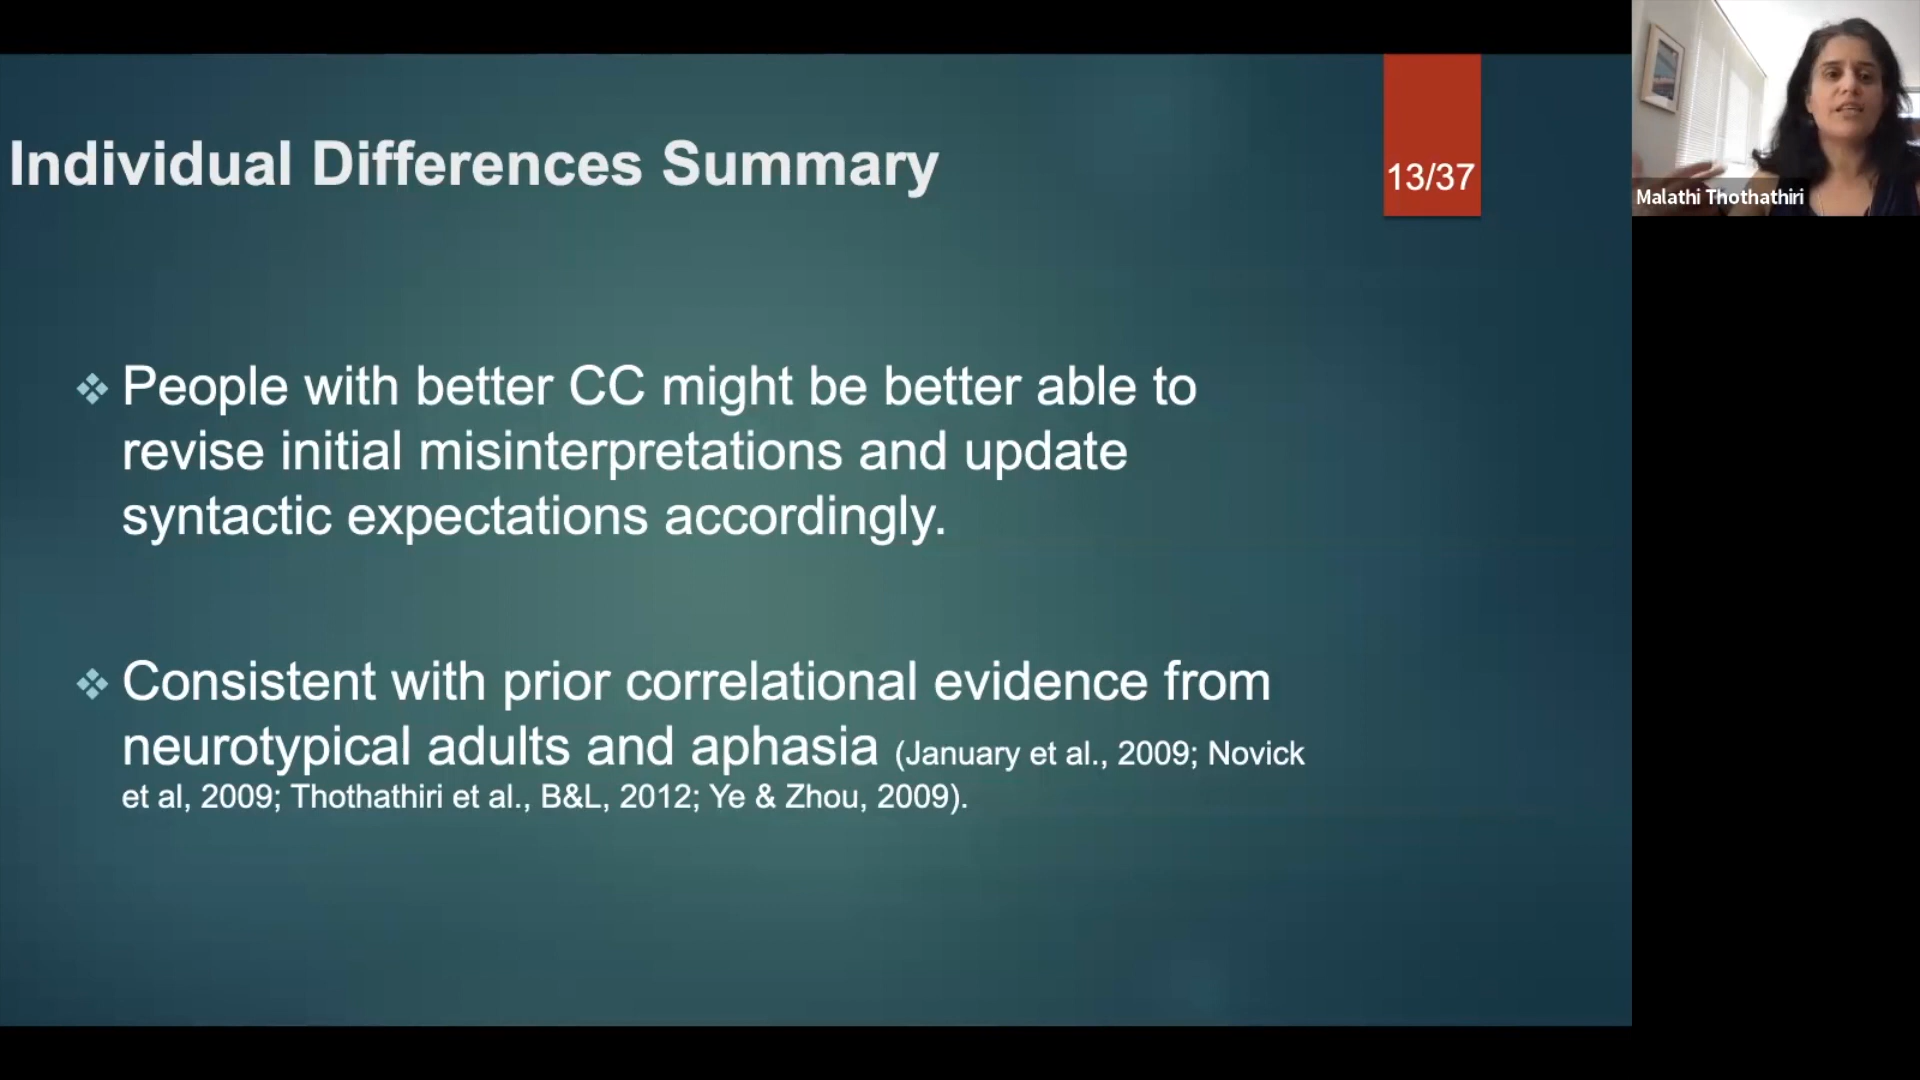 Individual Differences Summary
13/37
Malathi Thothathiri
People with better CC might be better able to
revise initial misinterpretations and update
syntactic expectations accordingly.
Consistent with prior correlational evidence from
neurotypical adults and aphasia (January et al., 2009; Novick
et al, 2009; Thothathiri et al., B&L, 2012; Ye & Zhou, 2009).